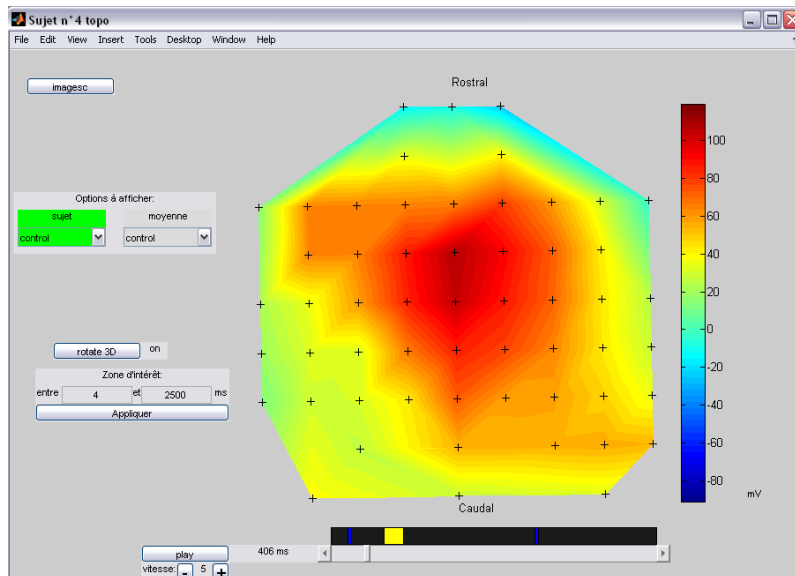 Sujet n°4 topo
File Edit View Insert Tools Desktop Window Help
imagesc
Rostral
100
80
60
40
20
0
-20
-40
-60
-80
mV
Options à afficher:
sujet moyenne
control control
rotate 3D on
Zone d'intérêt:
entre 4 et 2500 ms
Appliquer
Caudal
play 406 ms
vitesse: - 5 +